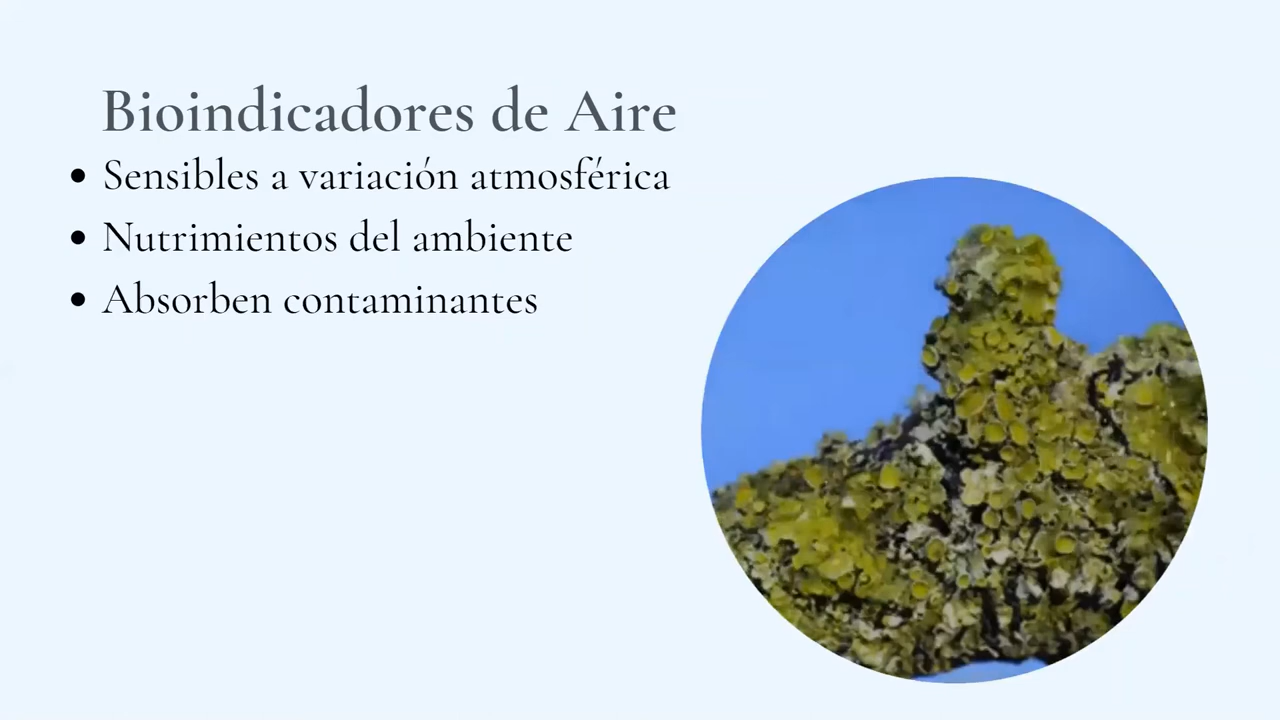 Bioindicadores de Aire
• Sensibles a variación atmosférica
• Nutrimientos del ambiente
• Absorben contaminantes